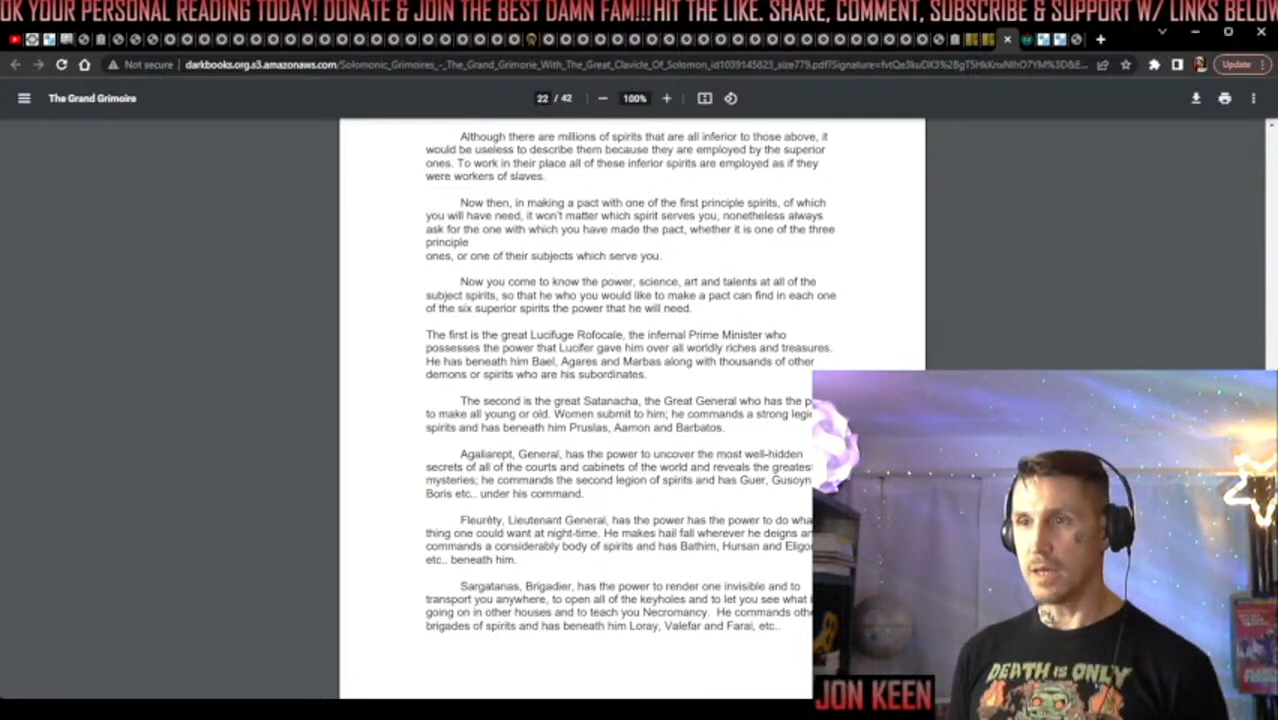 OK YOUR PERSONAL READING TODAY! DONATE & JOIN THE BEST DAMN FAM!!!HIT THE LIKE. SHARE, COMMENT, SUBSCRIBE & SUPPORT W/ LINKS BELOW
Not secure darkbooks.org.s3.amazonaws.com/Solomonic_Grimoires_-_The_Grand_Grimorie_With_The_Great_Clavicle_Of_Solomon_id1039145823_size779.pdf?Signature= Update
The Grand Grimoire 22 / 42 100%
Although there are millions of spirits that are all inferior to those above, it
would be useless to describe them because they are employed by the superior
ones. To work in their place all of these inferior spirits are employed as if they
were workers of slaves.
Now then, in making a pact with one of the first principle spirits, of which
you will have need, it won't matter which spirit serves you, nonetheless always
ask for the one with which you have made the pact, whether it is one of the three
principle
ones, or one of their subjects which serve you.
Now you come to know the power, science, art and talents at all of the
subject spirits, so that he who you would like to make a pact can find in each one
of the six superior spirits the power that he will need.
The first is the great Lucifuge Rofocale, the infernal Prime Minister who
possesses the power that Lucifer gave him over all worldly riches and treasures.
He has beneath him Bael, Agares and Marbas along with thousands of other
demons or spirits who are his subordinates.
The second is the great Satanacha, the Great General who has the p
to make all young or old. Women submit to him; he commands a strong legi
spirits and has beneath him Pruslas, Aamon and Barbatos.
Agaliarept, General, has the power to uncover the most well-hidden
secrets of all of the courts and cabinets of the world and reveals the greates
mysteries; he commands the second legion of spirits and has Guer, Gusoyn
Boris etc.. under his command.
Fleurèty, Lieutenant General, has the power has the power to do wha
thing one could want at night-time. He makes hail fall wherever he deigns an
commands a considerably body of spirits and has Bathim, Hursan and Eligo
etc.. beneath him.
Sargatanas, Brigadier, has the power to render one invisible and to
transport you anywhere, to open all of the keyholes and to let you see what i
going on in other houses and to teach you Necromancy. He commands oth
brigades of spirits and has beneath him Loray, Valefar and Farai, etc..
DEATH IS ONLY
JON KEEN